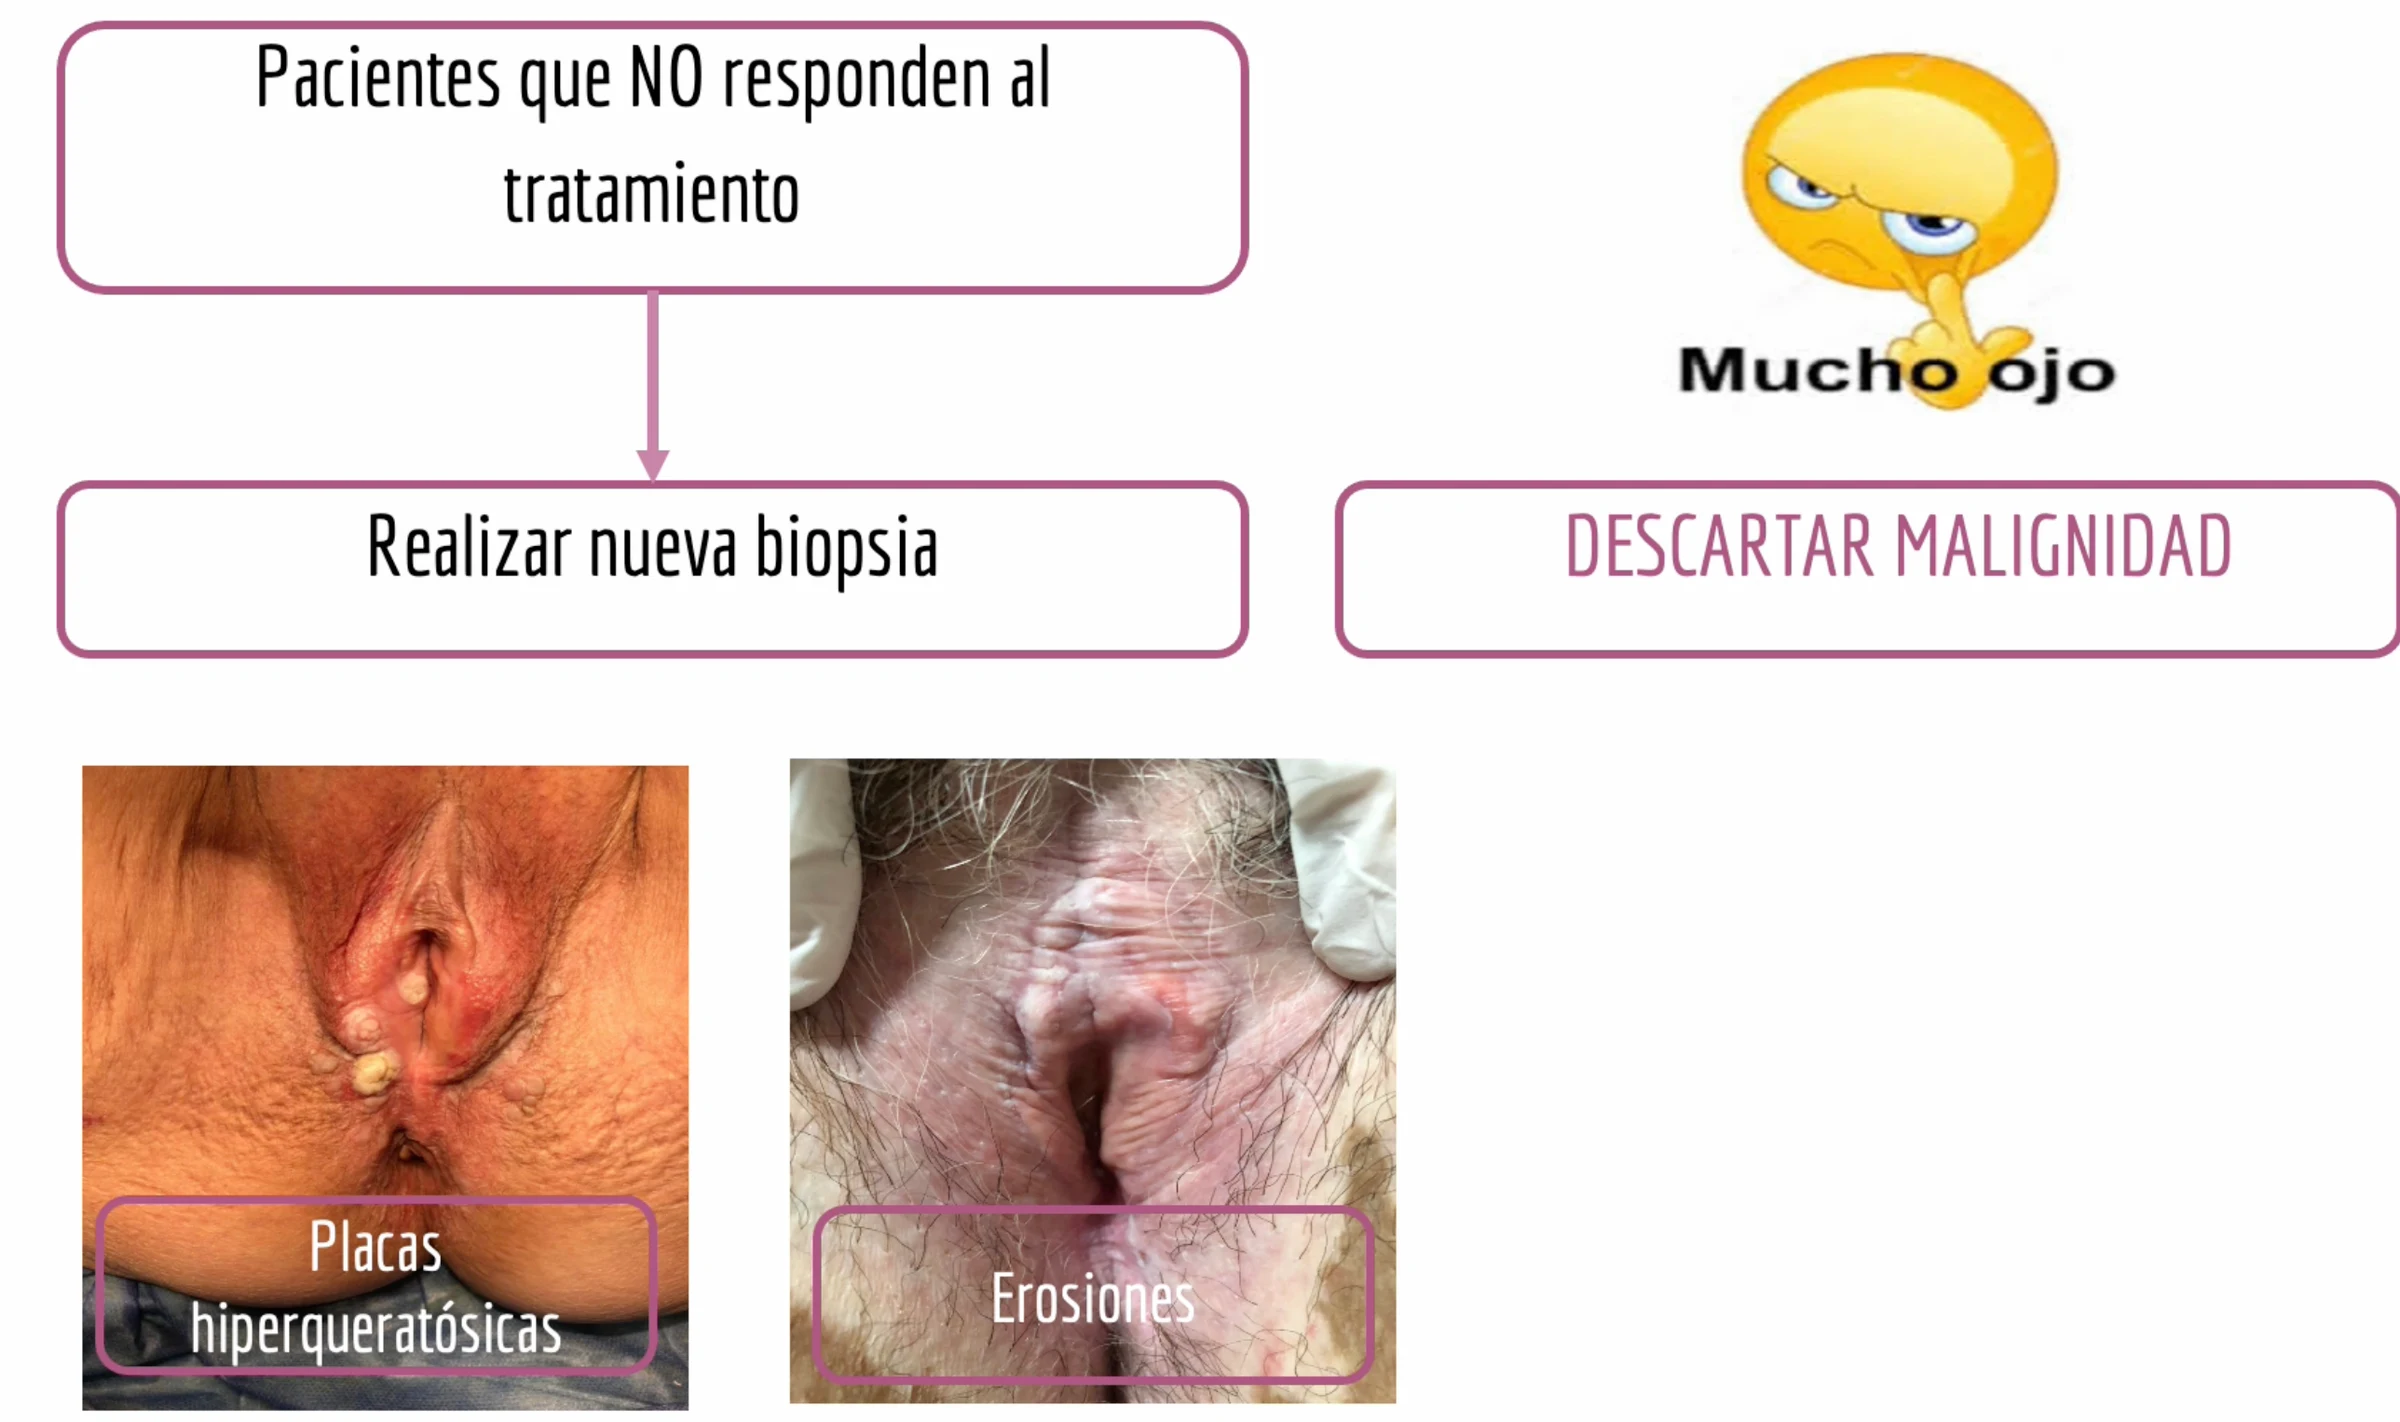 Pacientes que NO responden al
tratamiento
Mucho ojo
Realizar nueva biopsia
DESCARTAR MALIGNIDAD
Placas
hiperqueratósicas
Erosiones